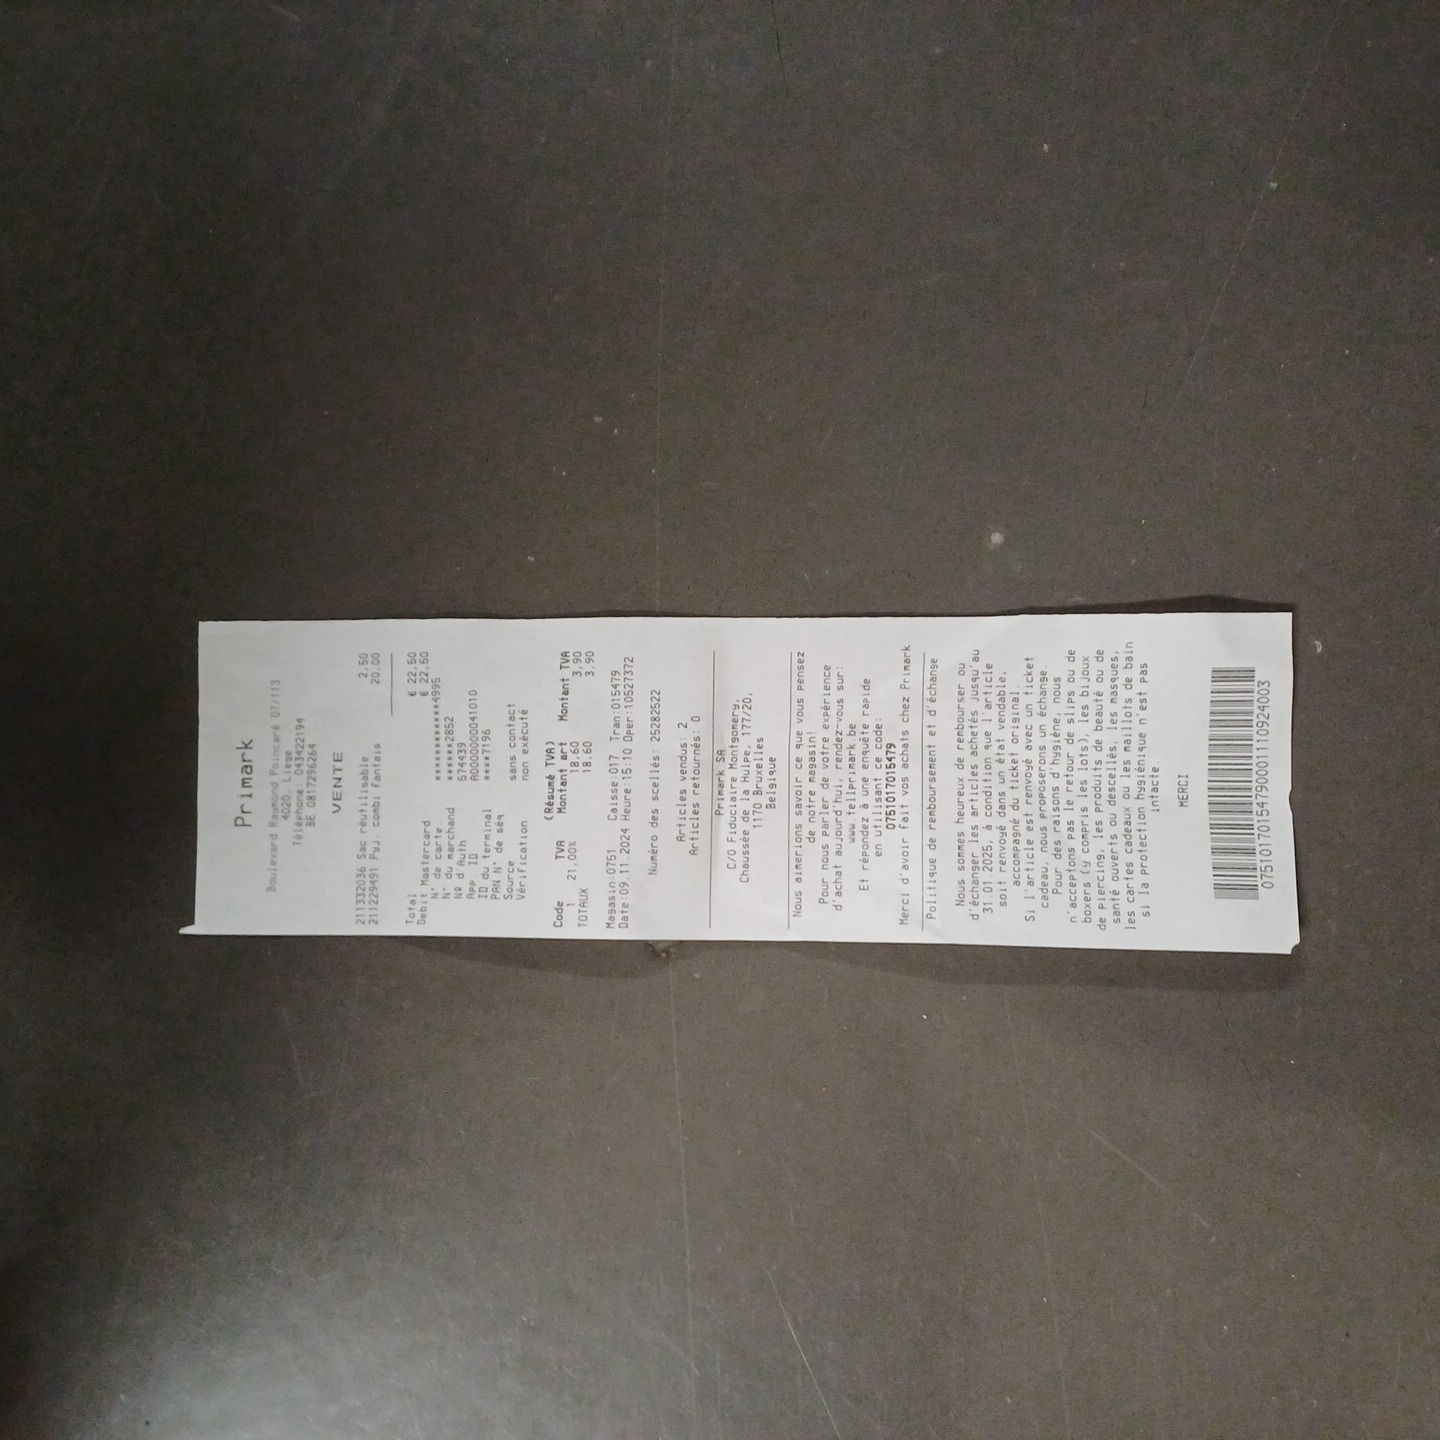 Primark
Boulevard Raymond Poincaré 07/113
4020, Liege
Téléphone 043422194
BE 0817296264
VENTE
211332036 Sac réutilisable 2,50
211229491 Pyj. combi fantais 20,00
Total € 22,50
Debit Mastercard € 22,50
N° de carte. ************4995
N° du marchand ******2852
Nº d'Auth 574439
App ID A0000000041010
ID du terminal ****7196
PAN N° de séq
Source sans contact
Vérification non exécuté
(Résumé TVA)
Code TVA Montant art Montant TVA
1 21,00% 18,60 3,90
TOTAUX 18,60 3,90
Magasin:0751 Caisse:017 Tran:015479
Date:09.11.2024 Heure:15:10 Oper:10527372
Numéro des scellés: 25282522
Articles vendus: 2
Articles retournés: 0
Primark SA
C/O Fiduciaire Montgomery,
Chaussée de la Hulpe, 177/20,
1170 Bruxelles
Belgique
Nous aimerions savoir ce que vous pensez
de notre magasin!
Pour nous parler de votre expérience
d'achat aujourd'hui, rendez-vous sur:
www.tellprimark.be
Et répondez à une enquête rapide
en utilisant ce code:
0751017015479
Merci d'avoir fait vos achats chez Primark
Politique de remboursement et d'échange
Nous sommes heureux de rembourser ou
d'échanger les articles achetés jusqu'au
31.01.2025, à condition que l'article
soit renvoyé dans un état vendable,
accompagné du ticket original.
Si l'article est renvoyé avec un ticket
cadeau, nous proposerons un échange.
Pour des raisons d'hygiène, nous
n'acceptons pas le retour de slips ou de
boxers (y compris les lots), les bijoux
de piercing, les produits de beauté ou de
santé ouverts ou descellés, les masques,
les cartes cadeaux ou les maillots de bain
si la protection hygiénique n'est pas
intacte.
MERCI
0751017015479000111109240​03